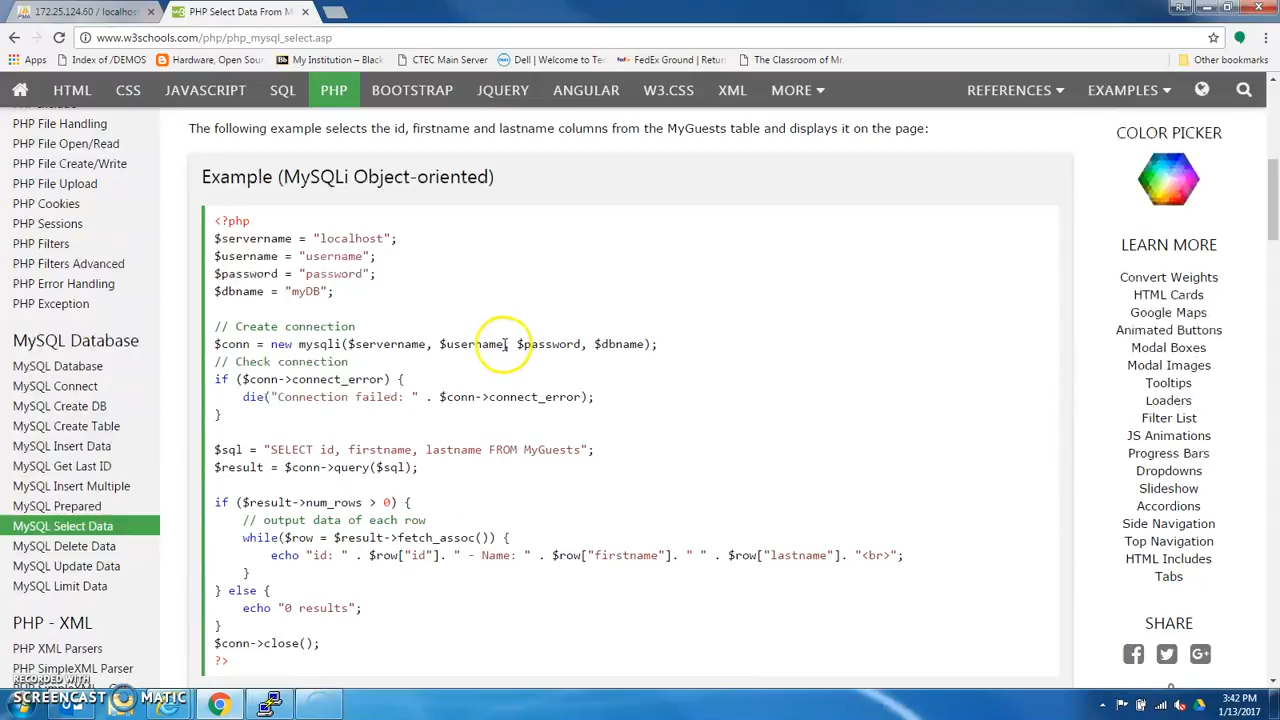 172.25.124.60 / localhost
PHP Select Data From M
RL
www.w3schools.com/php/php_mysql_select.asp
Apps
Index of /DEMOS
Hardware, Open Sou
My Institution – Black
CTEC Main Server
Dell | Welcome to Te
FedEx Ground | Retur
The Classroom of Mr.
Other bookmarks
HTML
CSS
JAVASCRIPT
SQL
PHP
BOOTSTRAP
JQUERY
ANGULAR
W3.CSS
XML
MORE
REFERENCES
EXAMPLES
PHP File Handling
PHP File Open/Read
PHP File Create/Write
PHP File Upload
PHP Cookies
PHP Sessions
PHP Filters
PHP Filters Advanced
PHP Error Handling
PHP Exception
MySQL Database
MySQL Database
MySQL Connect
MySQL Create DB
MySQL Create Table
MySQL Insert Data
MySQL Get Last ID
MySQL Insert Multiple
MySQL Prepared
MySQL Select Data
MySQL Delete Data
MySQL Update Data
MySQL Limit Data
PHP - XML
PHP XML Parsers
PHP SimpleXML Parser
The following example selects the id, firstname and lastname columns from the MyGuests table and displays it on the page:
Example (MySQLi Object-oriented)
<?php
$servername = "localhost";
$username = "username";
$password = "password";
$dbname = "myDB";
// Create connection
$conn = new mysqli($servername, $username, $password, $dbname);
// Check connection
if ($conn->connect_error) {
die("Connection failed: " . $conn->connect_error);
}
$sql = "SELECT id, firstname, lastname FROM MyGuests";
$result = $conn->query($sql);
if ($result->num_rows > 0) {
// output data of each row
while($row = $result->fetch_assoc()) {
echo "id: " . $row["id"]. " - Name: " . $row["firstname"]. " " . $row["lastname"]. "<br>";
}
} else {
echo "0 results";
}
$conn->close();
?>
COLOR PICKER
LEARN MORE
Convert Weights
HTML Cards
Google Maps
Animated Buttons
Modal Boxes
Modal Images
Tooltips
Loaders
Filter List
JS Animations
Progress Bars
Dropdowns
Slideshow
Accordions
Side Navigation
Top Navigation
HTML Includes
Tabs
SHARE
RECORDED WITH
SCREENCAST MATIC
3:42 PM
1/13/2017